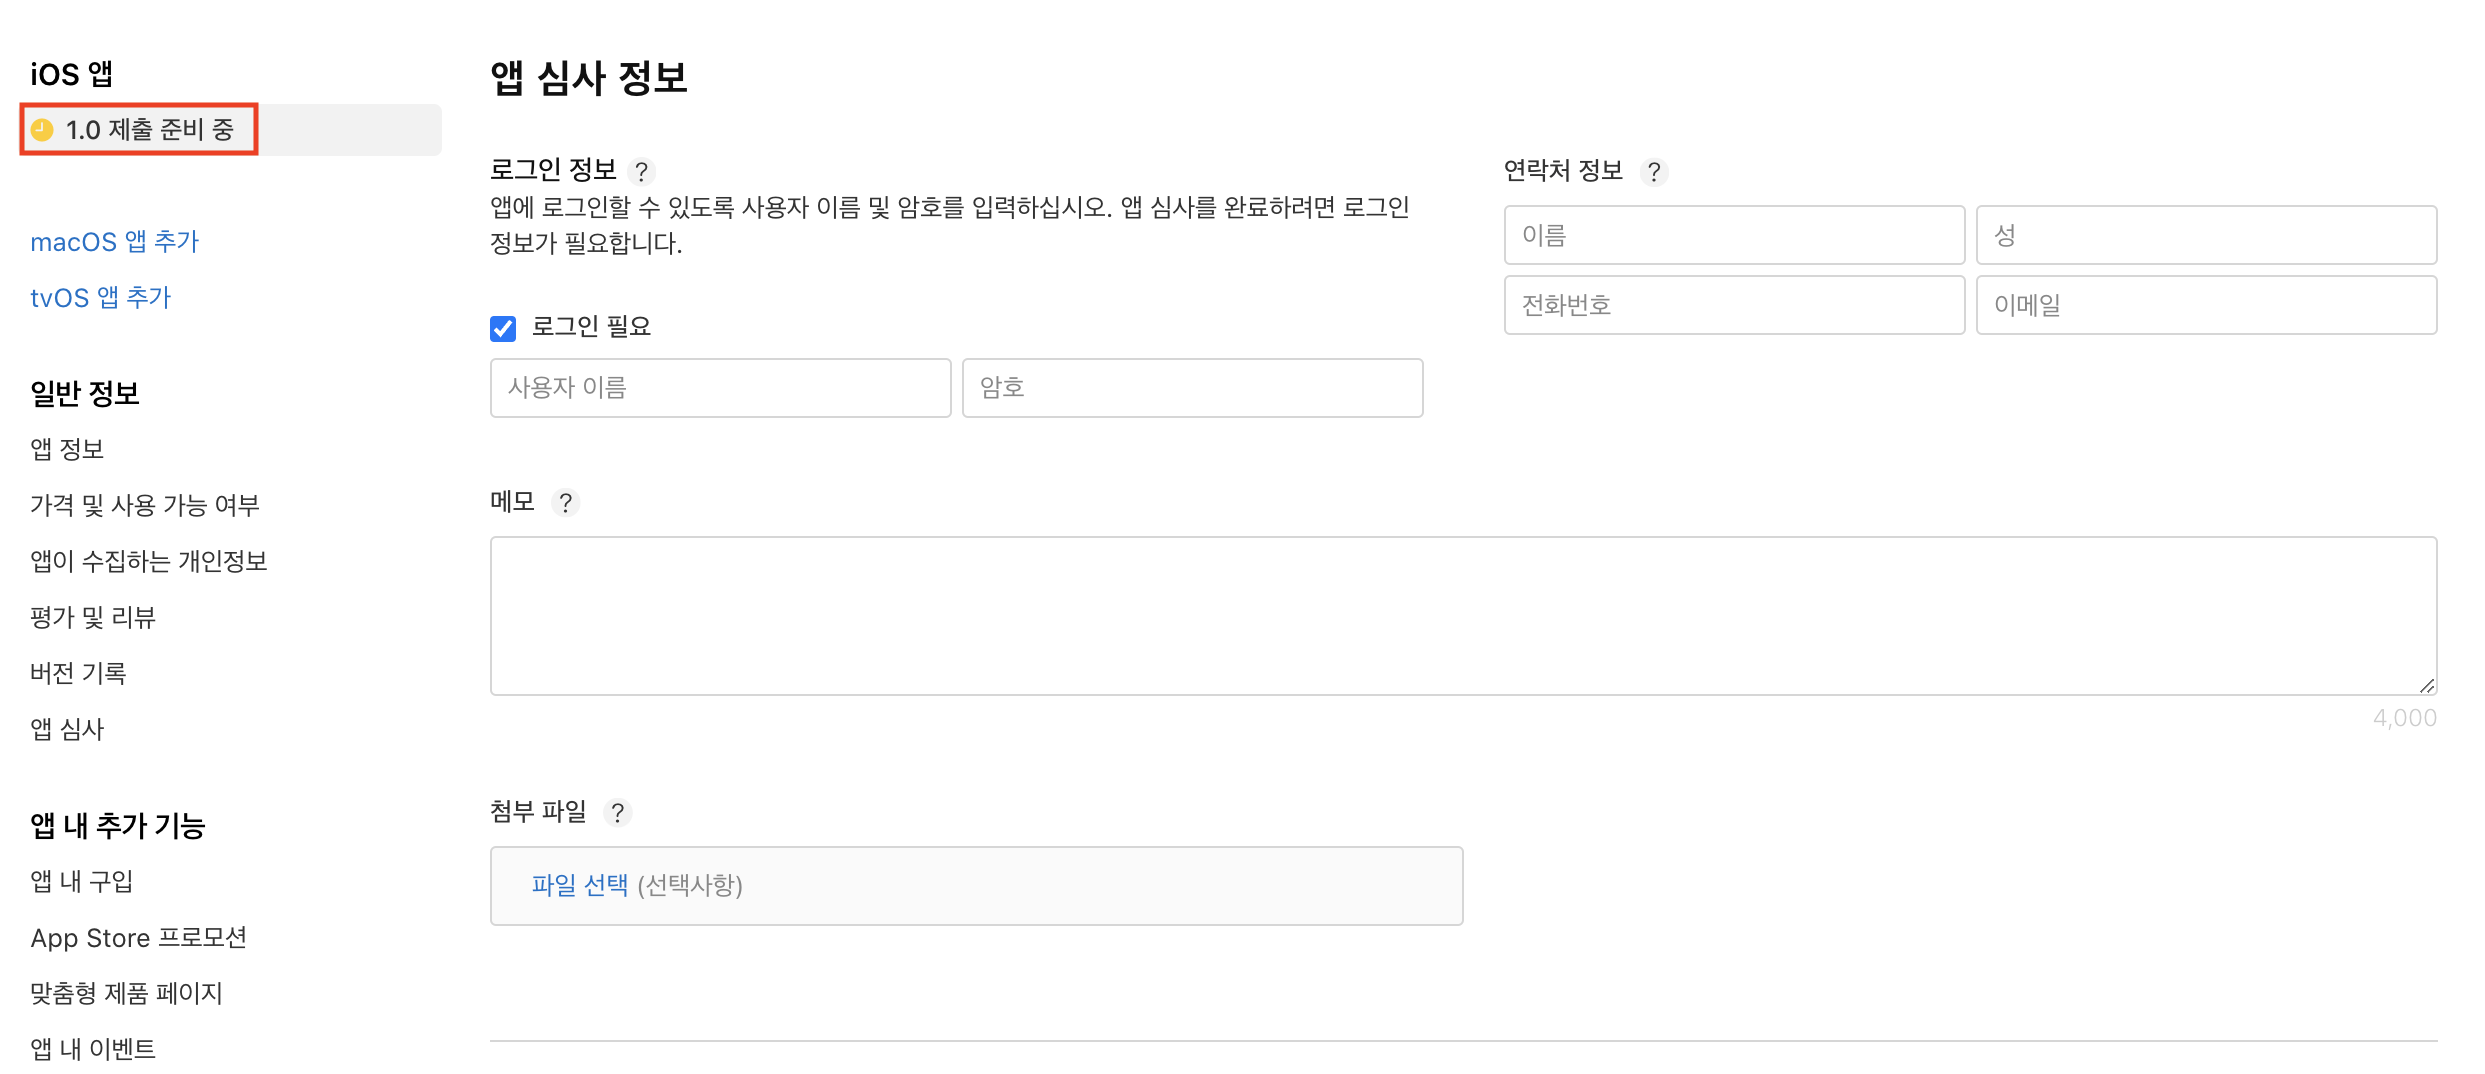 iOS 앱
1.0 제출 준비 중
macOS 앱 추가
tvOS 앱 추가
일반 정보
앱 정보
가격 및 사용 가능 여부
앱이 수집하는 개인정보
평가 및 리뷰
버전 기록
앱 심사
앱 내 추가 기능
앱 내 구입
App Store 프로모션
맞춤형 제품 페이지
앱 내 이벤트
앱 심사 정보
로그인 정보 ?
앱에 로그인할 수 있도록 사용자 이름 및 암호를 입력하십시오. 앱 심사를 완료하려면 로그인
정보가 필요합니다.
로그인 필요
사용자 이름
암호
연락처 정보 ?
이름
성
전화번호
이메일
메모 ?
4,000
첨부 파일 ?
파일 선택 (선택사항)